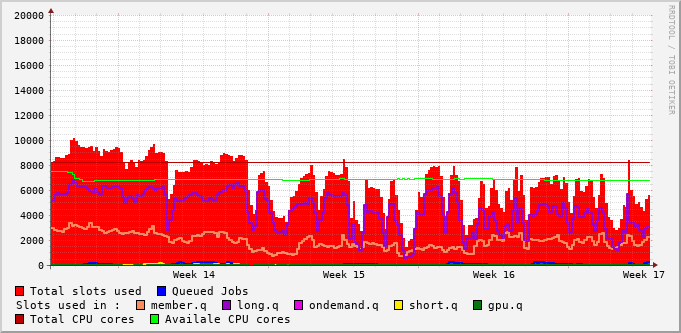 20000
18000
16000
14000
12000
10000
8000
6000
4000
2000
0
Week 14 Week 15 Week 16 Week 17
RRDTOOL / TOBI OETIKER
Total slots used Queued Jobs
Slots used in : member.q long.q ondemand.q short.q gpu.q
Total CPU cores Availale CPU cores